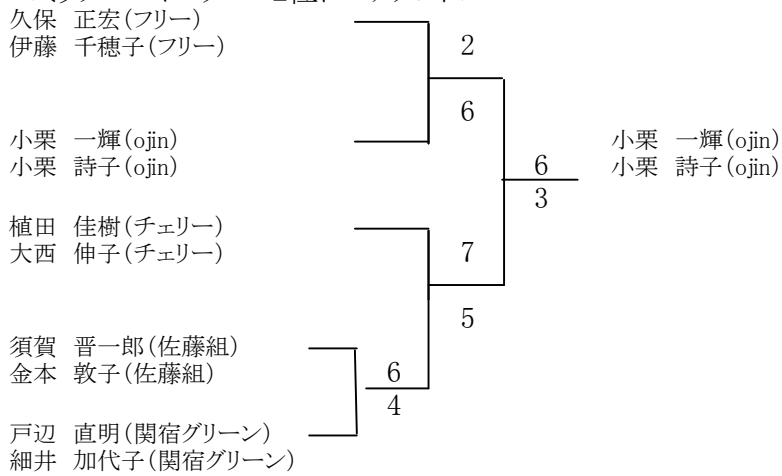 久保 正宏(フリー)
伊藤 千穂子(フリー)
2
6
小栗 一輝(ojin)
小栗 詩子(ojin)
小栗 一輝(ojin)
小栗 詩子(ojin)
6
3
植田 佳樹(チェリー)
大西 伸子(チェリー)
7
5
須賀 晋一郎(佐藤組)
金本 敦子(佐藤組)
6
4
戸辺 直明(関宿グリーン)
細井 加代子(関宿グリーン)